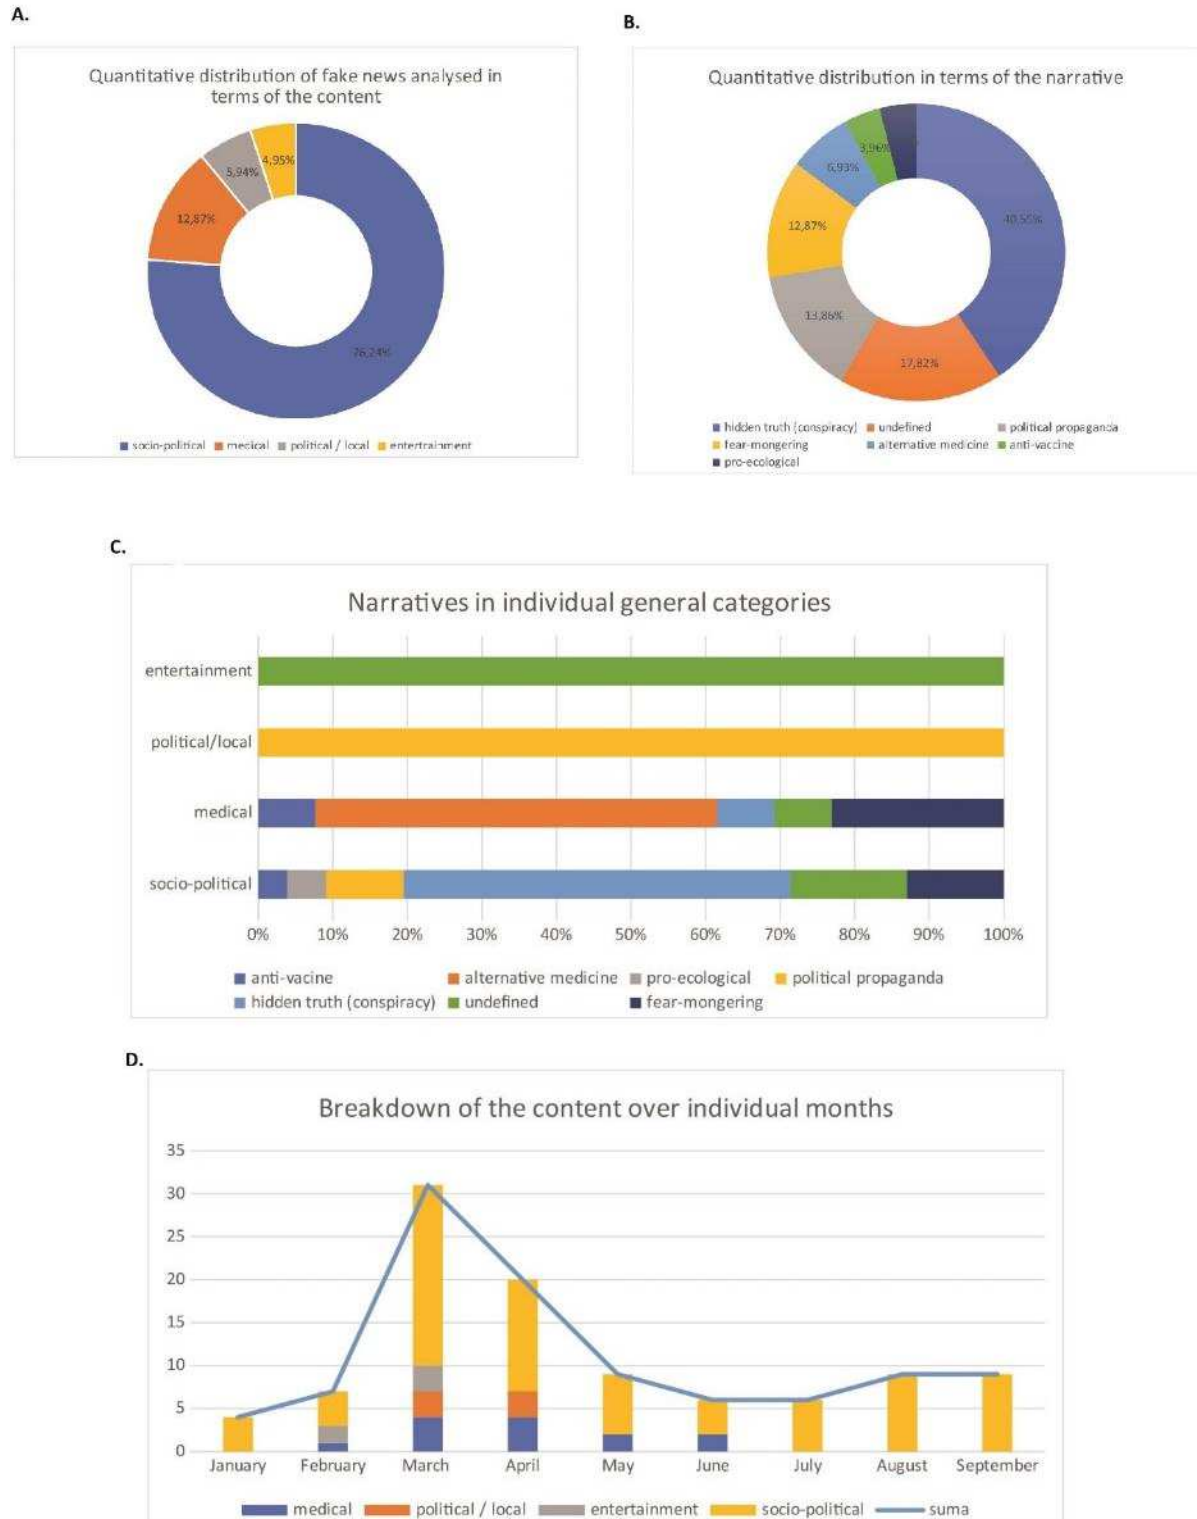 A.
Quantitative distribution of fake news analysed in
terms of the content
4,95%
5,94%
12,87%
76,24%
socio-political medical political / local entertrainment
B.
Quantitative distribution in terms of the narrative
3,96%
6,93%
40,59%
12,87%
13,86%
17,82%
hidden truth (conspiracy) undefined political propaganda
fear-mongering alternative medicine anti-vaccine
pro-ecological
C.
Narratives in individual general categories
entertainment
political/local
medical
socio-political
0% 10% 20% 30% 40% 50% 60% 70% 80% 90% 100%
anti-vacine alternative medicine pro-ecological political propaganda
hidden truth (conspiracy) undefined fear-mongering
D.
Breakdown of the content over individual months
35
30
25
20
15
10
5
0
January February March April May June July August September
medical political / local entertainment socio-political suma